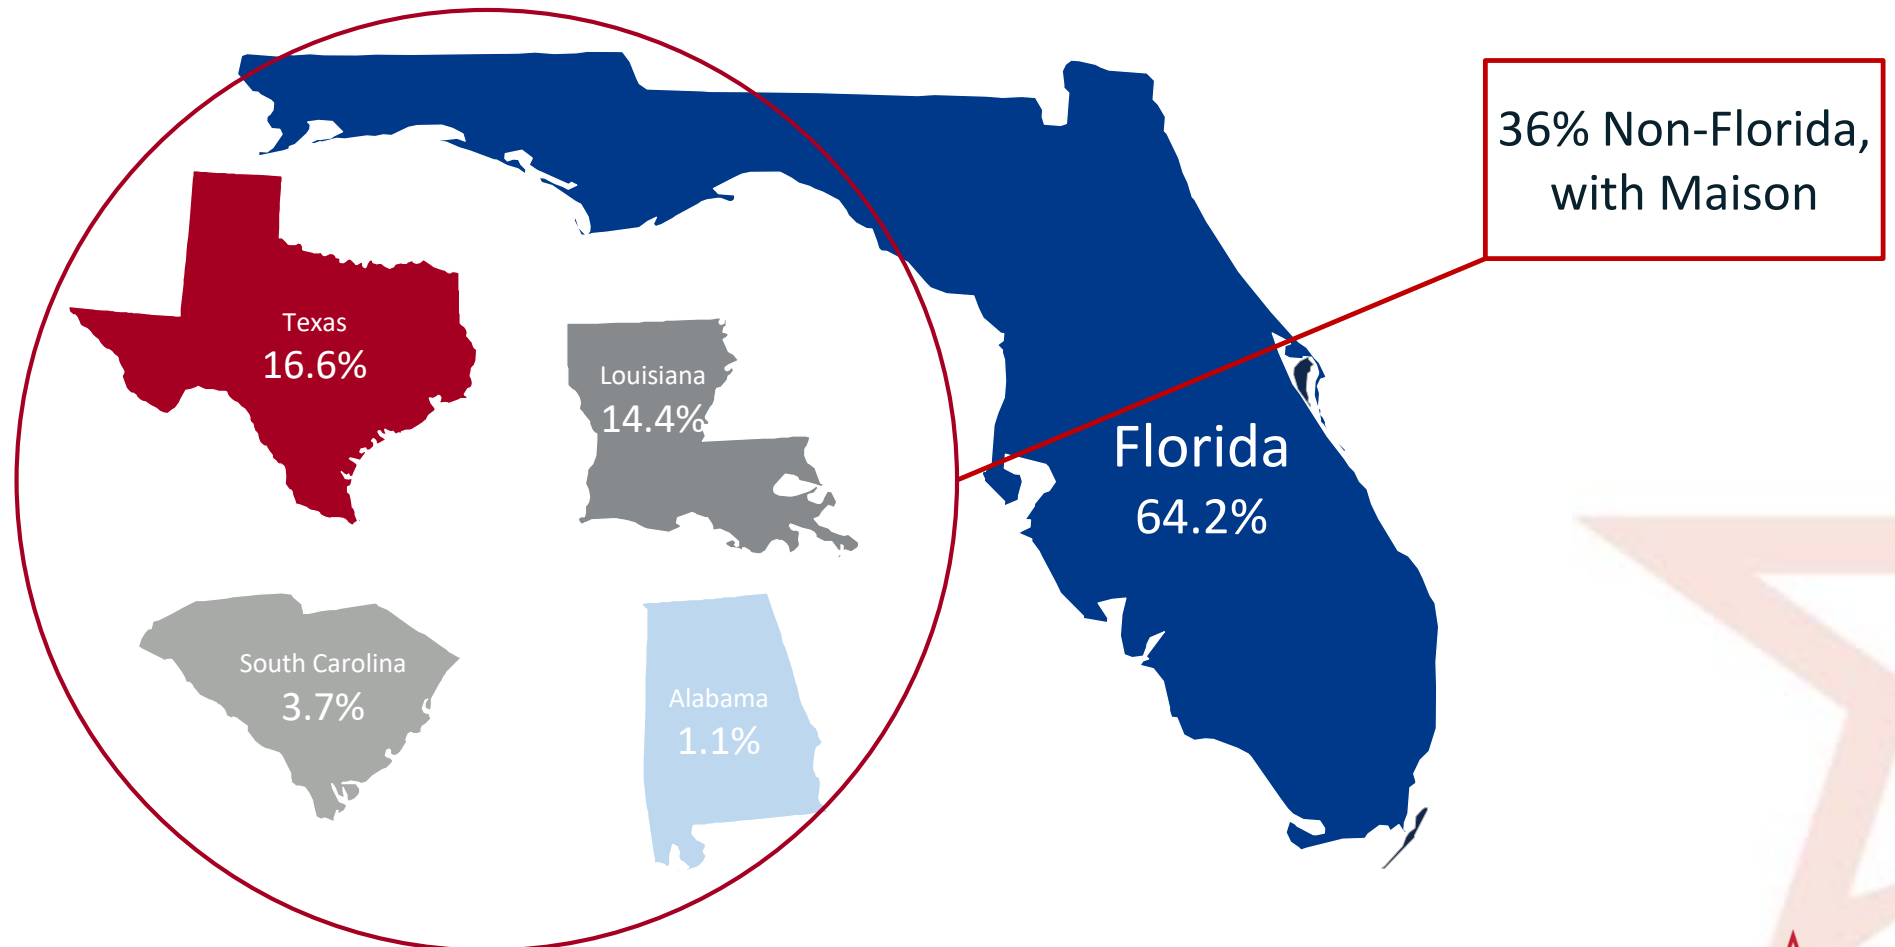 36% Non-Florida,
with Maison
Texas
16.6%
Louisiana
14.4%
Florida
64.2%
South Carolina
3.7%
Alabama
1.1%